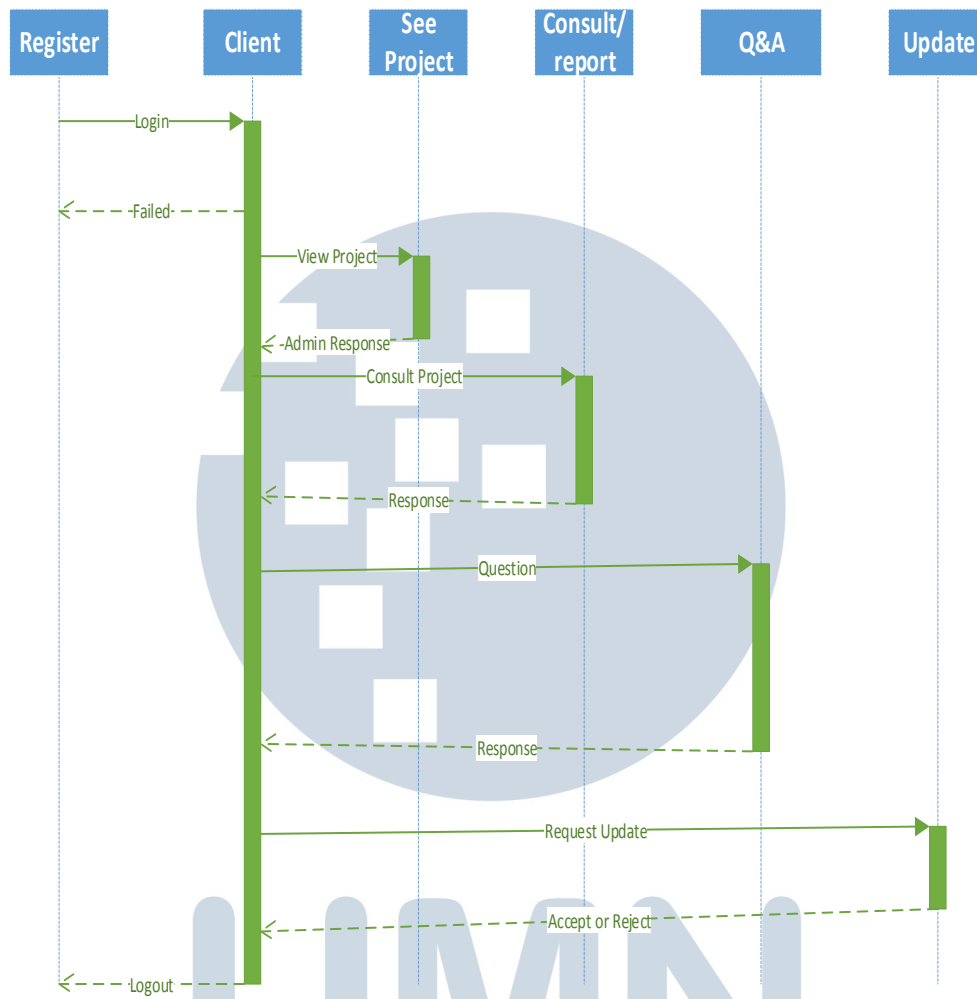 Register
Client
See
Project
Consult/
report
Q&A
Update
Login
Failed
View Project
-Admin Response
Consult Project
Response
Question
Response
Request Update
Accept or Reject
Logout
UMN